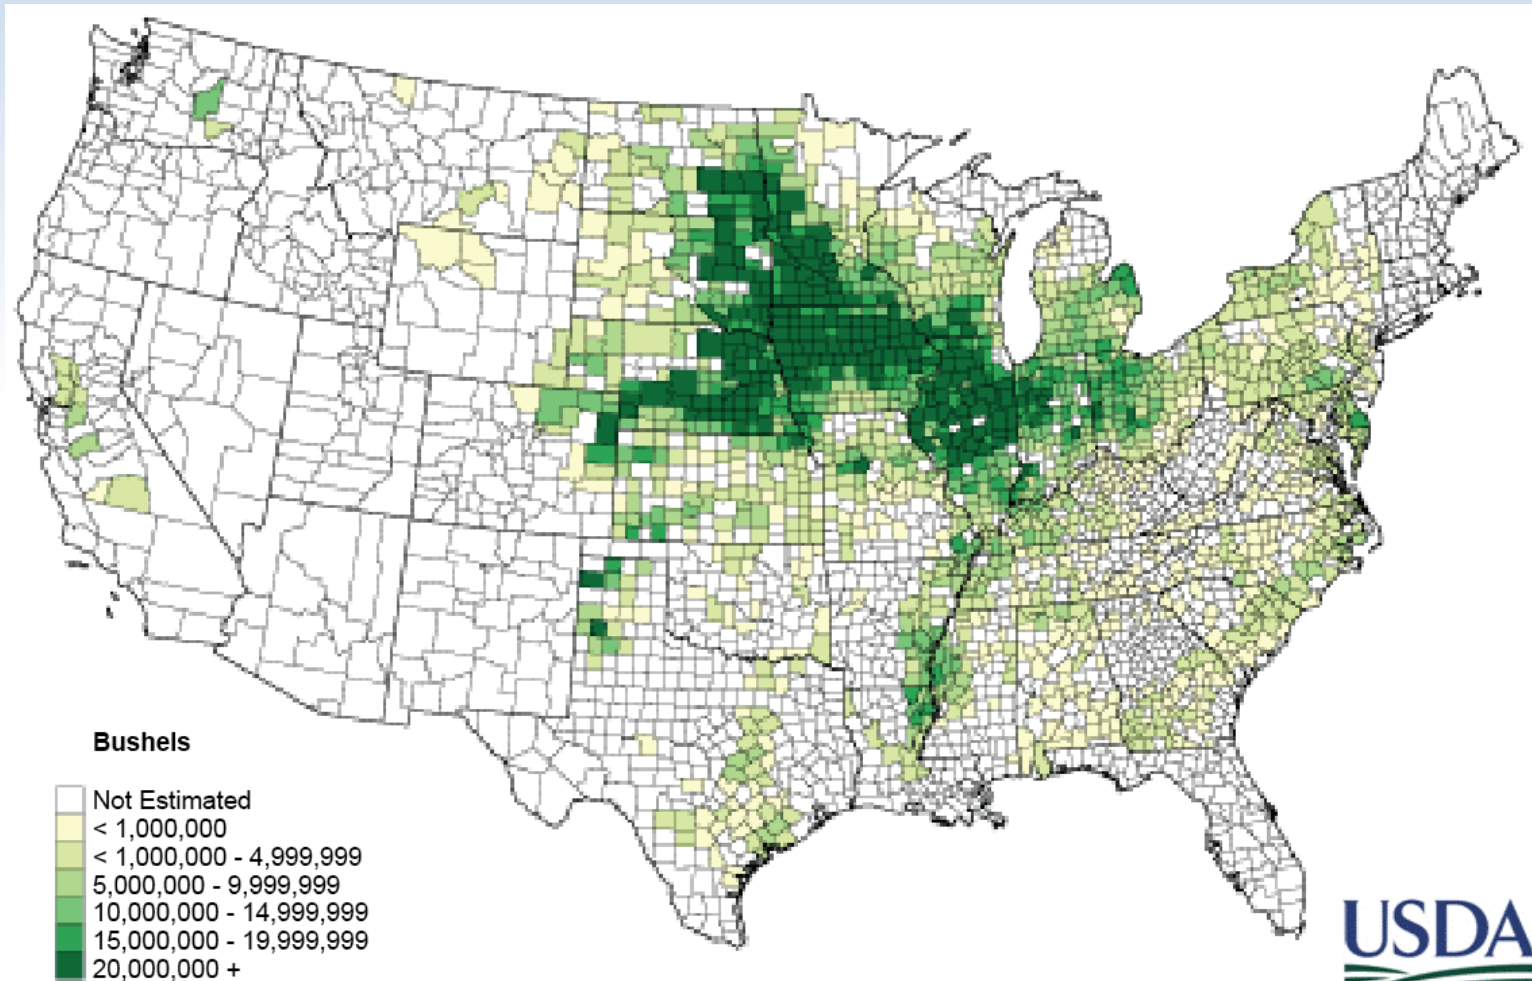 Bushels
Not Estimated
< 1,000,000
< 1,000,000 - 4,999,999
5,000,000 - 9,999,999
10,000,000 - 14,999,999
15,000,000 - 19,999,999
20,000,000 +
USDA